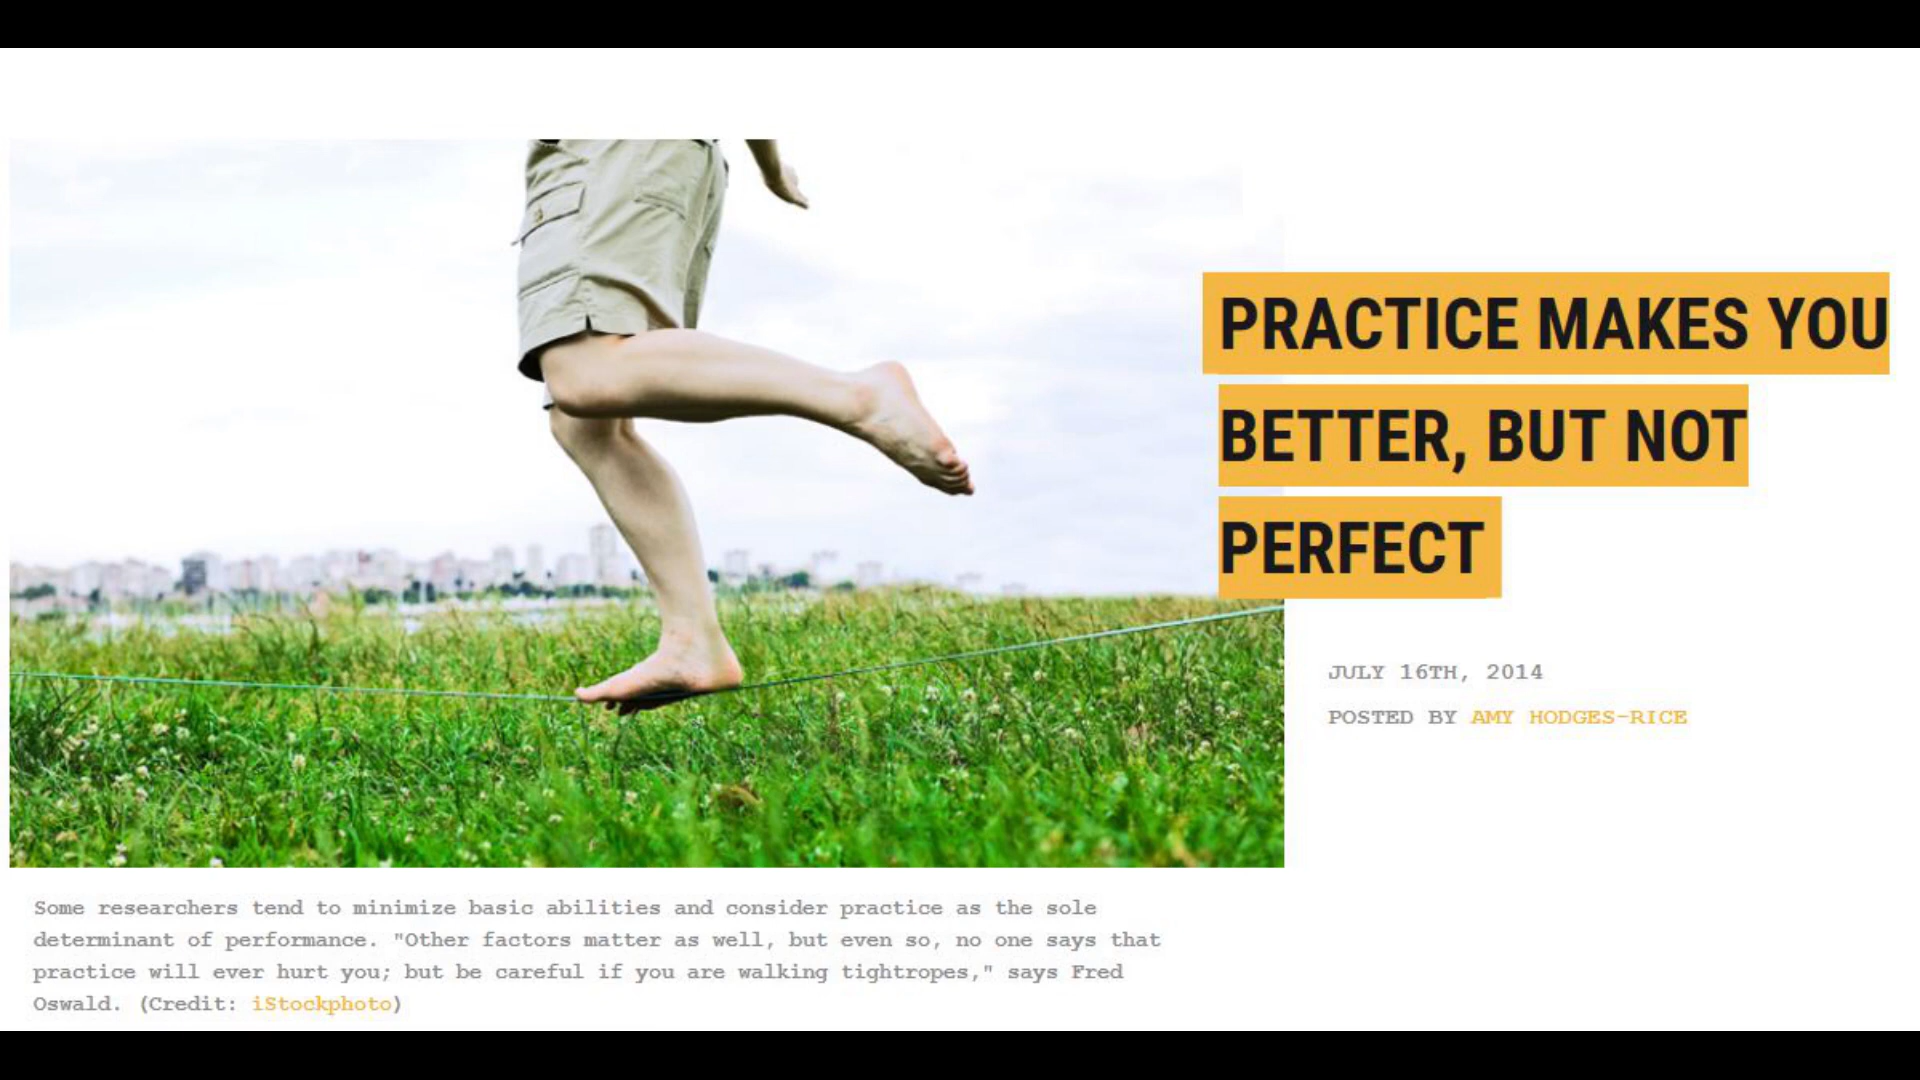 PRACTICE MAKES YOU
BETTER, BUT NOT
PERFECT
JULY 16TH, 2014
POSTED BY AMY HODGES-RICE
Some researchers tend to minimize basic abilities and consider practice as the sole
determinant of performance. "Other factors matter as well, but even so, no one says that
practice will ever hurt you; but be careful if you are walking tightropes," says Fred
Oswald. (Credit: iStockphoto)